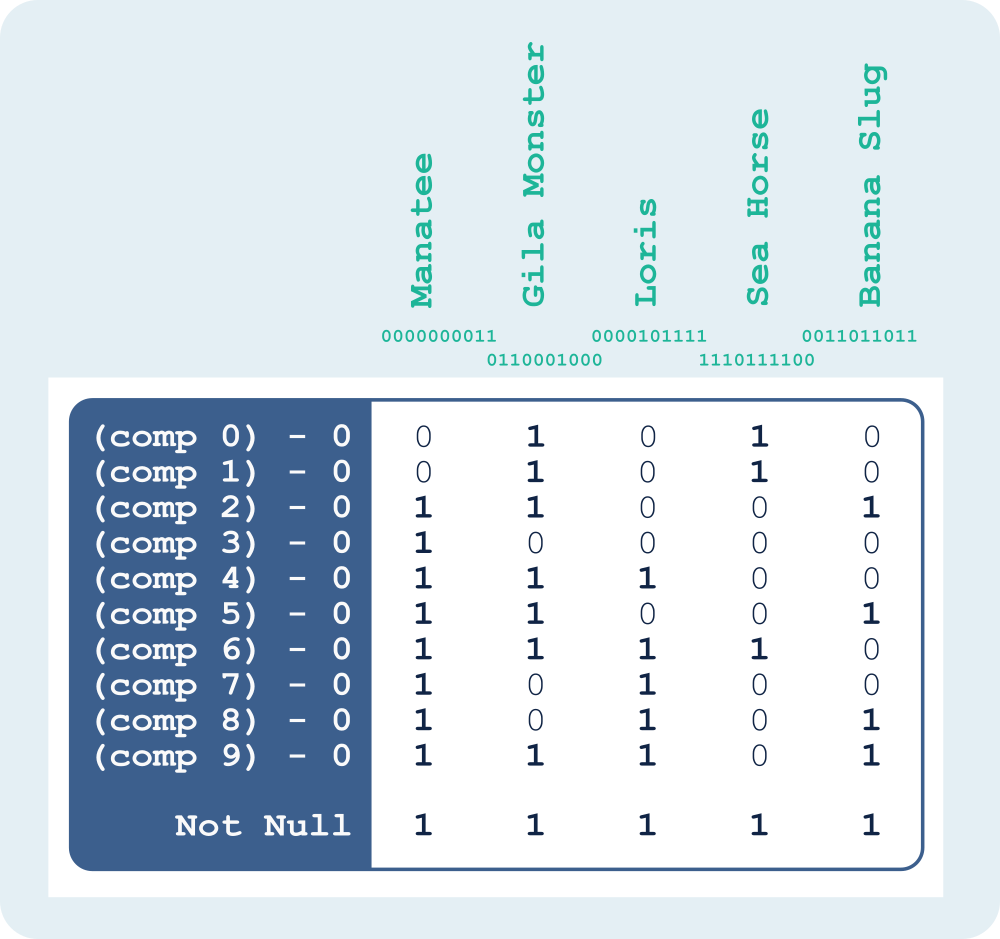 Manatee
Gila Monster
Loris
Sea Horse
Banana Slug
0000000011 0000101111 0011011011
0110001000 1110111100
(comp 0) - 0 0 1 0 1 0
(comp 1) - 0 0 1 0 1 0
(comp 2) - 0 1 1 0 0 1
(comp 3) - 0 1 0 0 0 0
(comp 4) - 0 1 1 1 0 0
(comp 5) - 0 1 1 0 0 1
(comp 6) - 0 1 1 1 1 0
(comp 7) - 0 1 0 1 0 0
(comp 8) - 0 1 0 1 0 1
(comp 9) - 0 1 1 1 0 1
Not Null 1 1 1 1 1